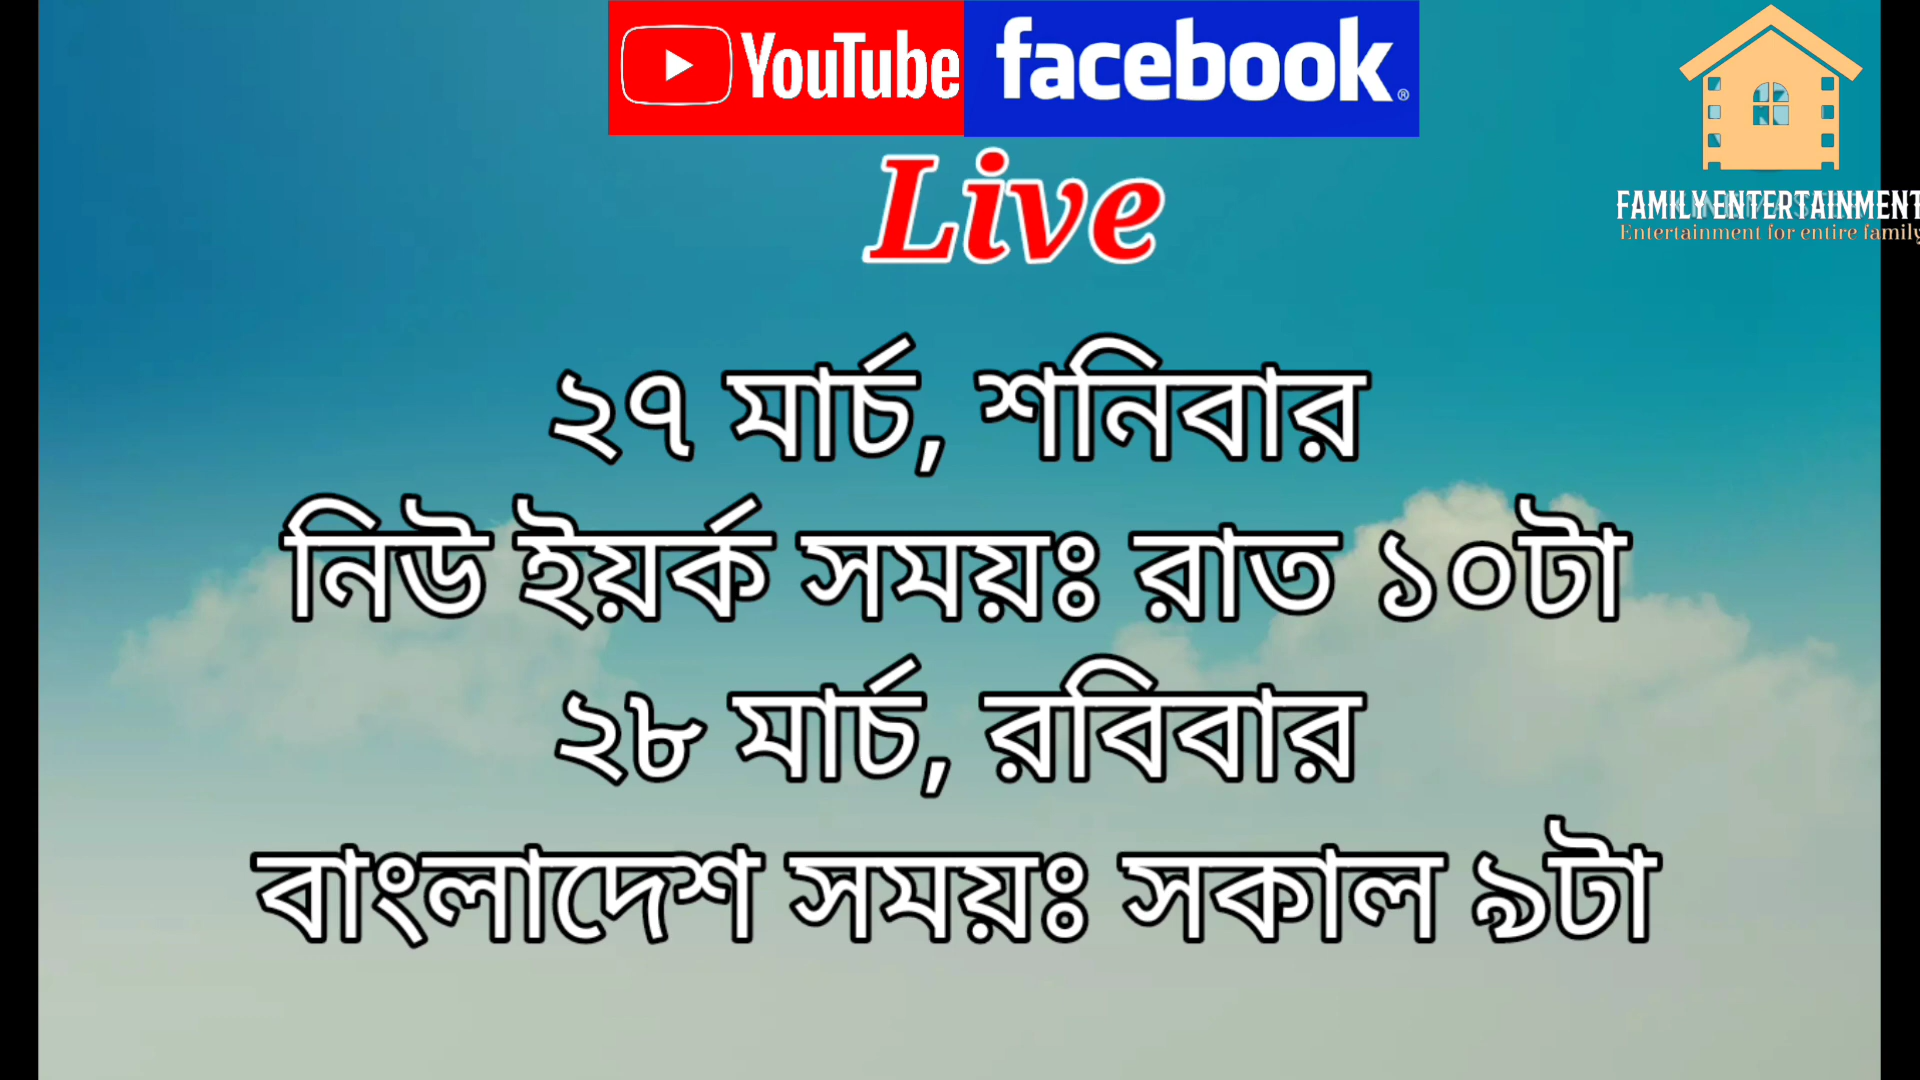 YouTube facebook®
Live
FAMILY ENTERTAINMENT
Entertainment for entire family
২৭ মার্চ, শনিবার
নিউ ইয়র্ক সময়ঃ রাত ১০টা
২৮ মার্চ, রবিবার
বাংলাদেশ সময়ঃ সকাল ৯টা